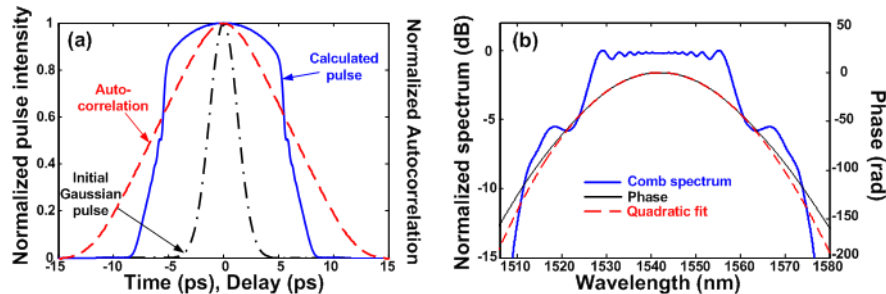 (a)
Normalized pulse intensity
1
0.8
0.6
0.4
0.2
0
-15
-10
-5
0
5
10
15
Time (ps), Delay (ps)
Auto-
correlation
Calculated
pulse
Initial
Gaussian
pulse
Normalized Autocorrelation
(b)
Normalized spectrum (dB)
0
-5
-10
-15
1510
1520
1530
1540
1550
1560
1570
1580
Wavelength (nm)
Comb spectrum
Phase
Quadratic fit
50
0
-50
-100
-150
-200
Phase (rad)